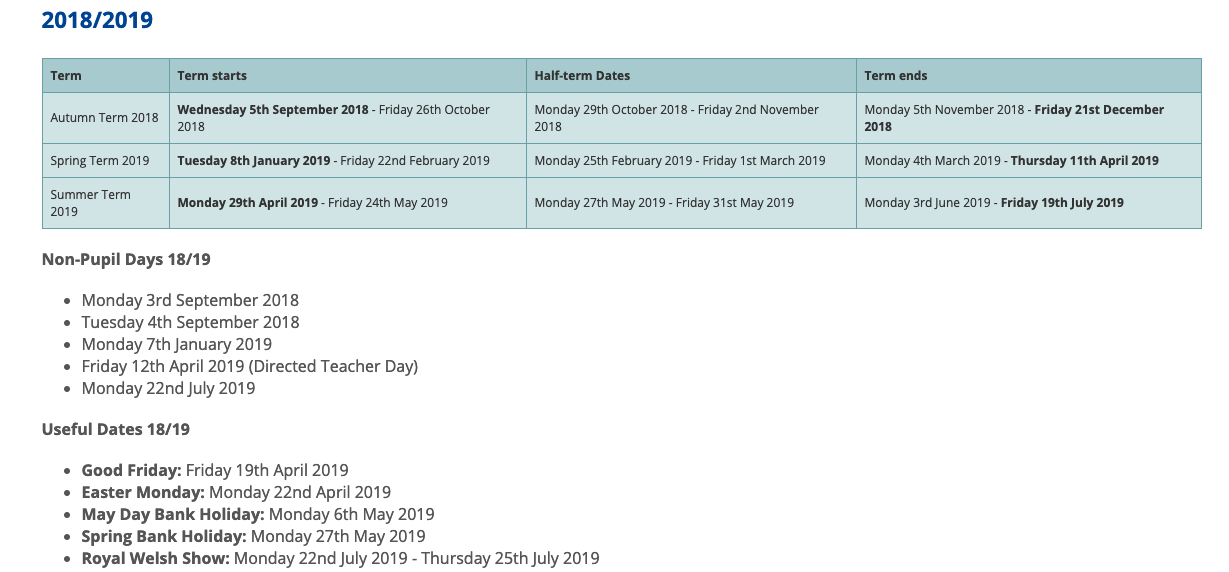 2018/2019
Term Term starts Half-term Dates Term ends
Autumn Term 2018 Wednesday 5th September 2018 - Friday 26th October 2018 Monday 29th October 2018 - Friday 2nd November 2018 Monday 5th November 2018 - Friday 21st December 2018
Spring Term 2019 Tuesday 8th January 2019 - Friday 22nd February 2019 Monday 25th February 2019 - Friday 1st March 2019 Monday 4th March 2019 - Thursday 11th April 2019
Summer Term 2019 Monday 29th April 2019 - Friday 24th May 2019 Monday 27th May 2019 - Friday 31st May 2019 Monday 3rd June 2019 - Friday 19th July 2019
Non-Pupil Days 18/19
• Monday 3rd September 2018
• Tuesday 4th September 2018
• Monday 7th January 2019
• Friday 12th April 2019 (Directed Teacher Day)
• Monday 22nd July 2019
Useful Dates 18/19
• Good Friday: Friday 19th April 2019
• Easter Monday: Monday 22nd April 2019
• May Day Bank Holiday: Monday 6th May 2019
• Spring Bank Holiday: Monday 27th May 2019
• Royal Welsh Show: Monday 22nd July 2019 - Thursday 25th July 2019